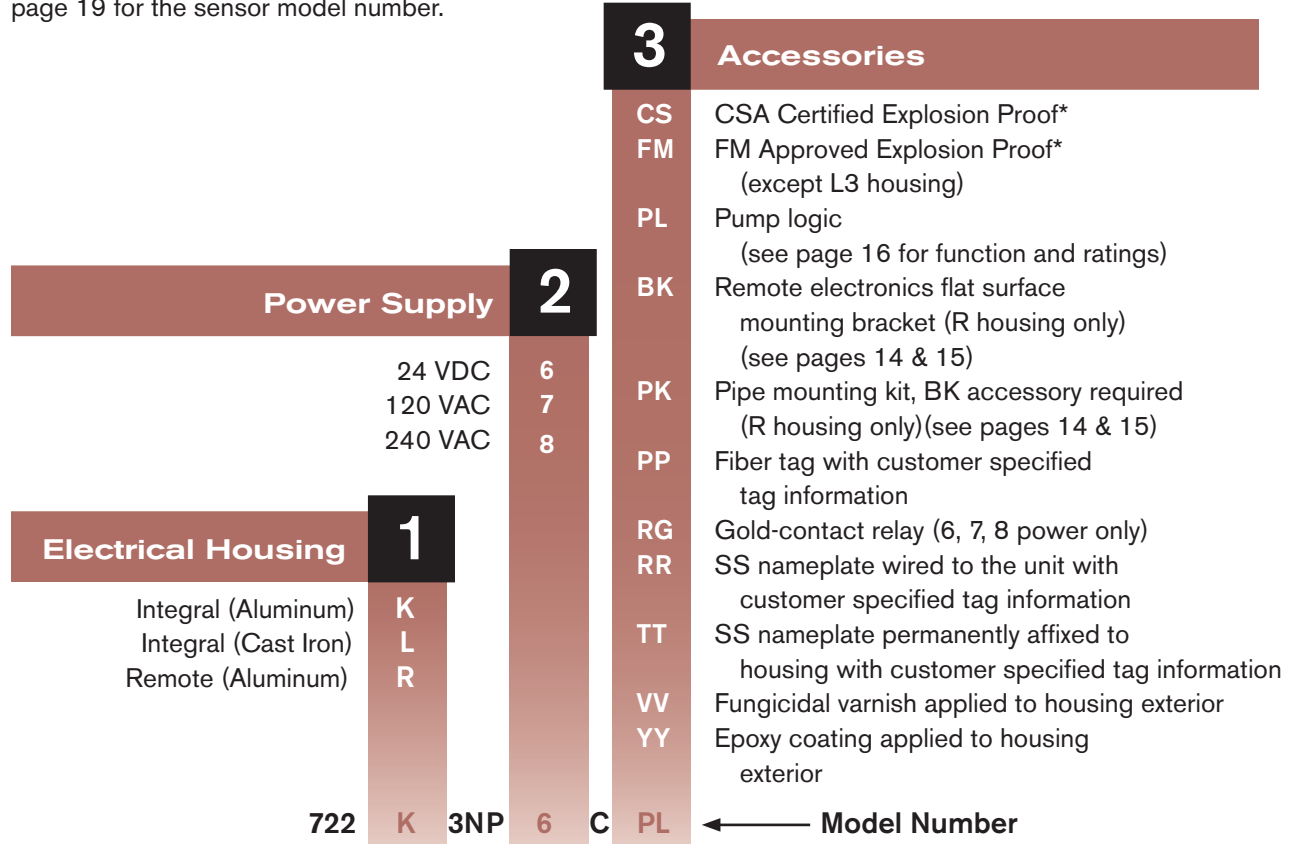 page 19 for the sensor model number.
3 Accessories
CS CSA Certified Explosion Proof*
FM FM Approved Explosion Proof*
(except L3 housing)
PL Pump logic
(see page 16 for function and ratings)
BK Remote electronics flat surface
mounting bracket (R housing only)
(see pages 14 & 15)
PK Pipe mounting kit, BK accessory required
(R housing only)(see pages 14 & 15)
PP Fiber tag with customer specified
tag information
RG Gold-contact relay (6, 7, 8 power only)
RR SS nameplate wired to the unit with
customer specified tag information
TT SS nameplate permanently affixed to
housing with customer specified tag information
VV Fungicidal varnish applied to housing exterior
YY Epoxy coating applied to housing
exterior
Power Supply 2
24 VDC 6
120 VAC 7
240 VAC 8
Electrical Housing 1
Integral (Aluminum) K
Integral (Cast Iron) L
Remote (Aluminum) R
722 K 3NP 6 C PL Model Number